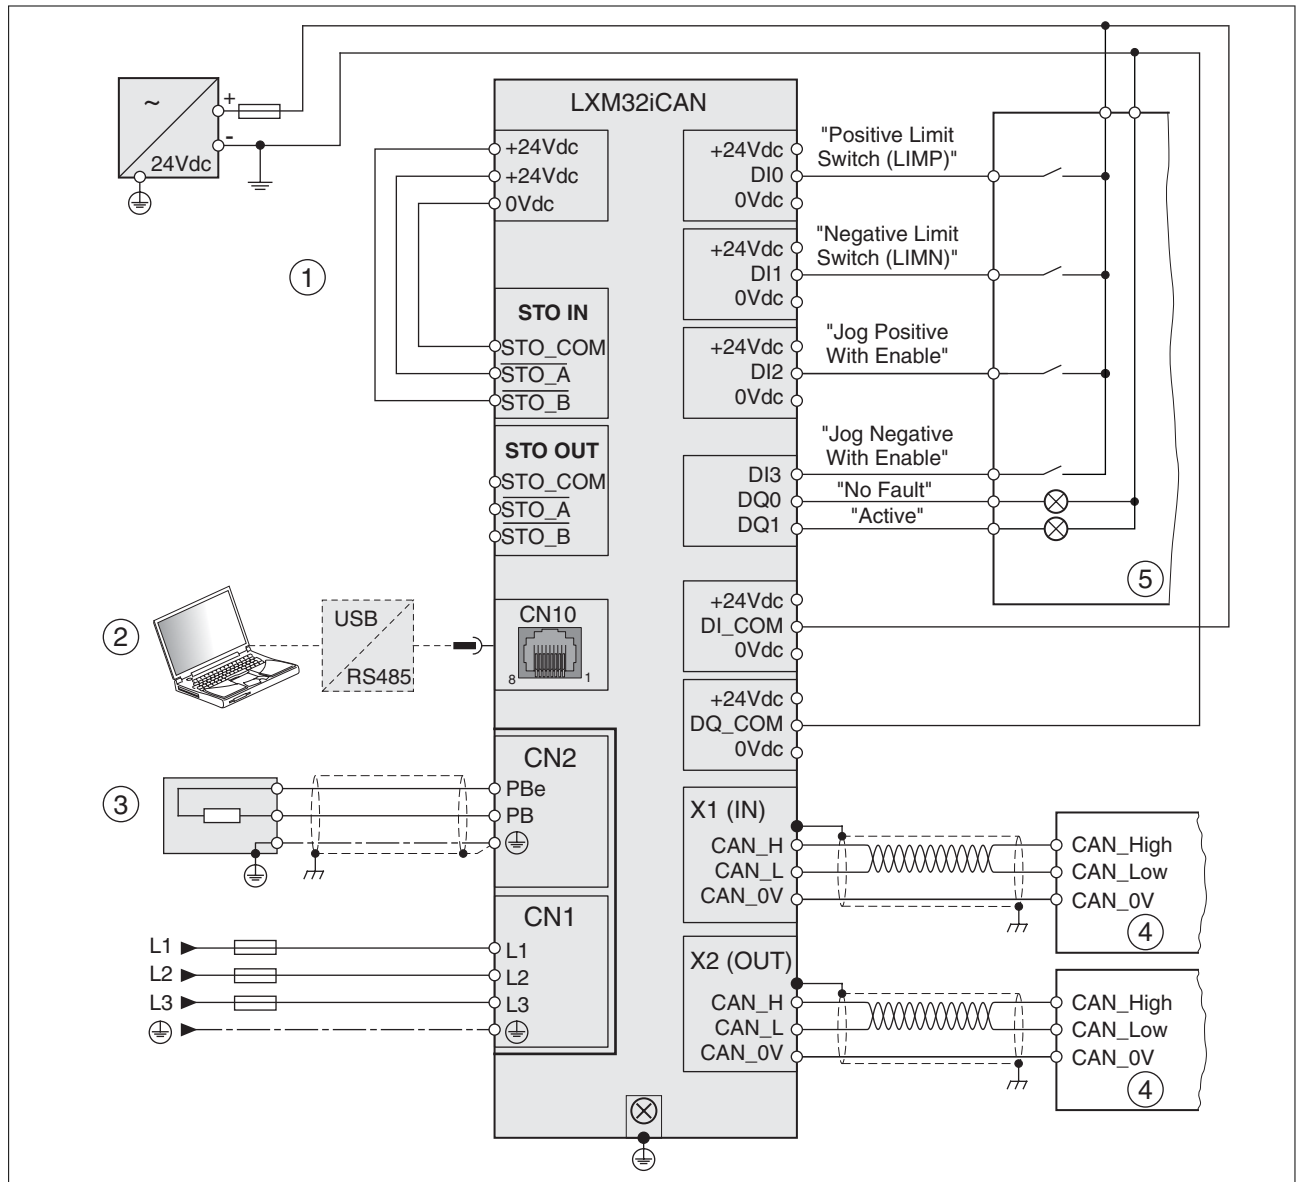 LXM32iCAN
~
+
-
24Vdc
+24Vdc
+24Vdc
0Vdc
1
STO IN
STO_COM
STO_A
STO_B
STO OUT
STO_COM
STO_A
STO_B
2
USB
RS485
CN10
8
1
3
CN2
PBe
PB
CN1
L1
L2
L3
L1
L2
L3
+24Vdc
DI0
0Vdc
"Positive Limit
Switch (LIMP)"
+24Vdc
DI1
0Vdc
"Negative Limit
Switch (LIMN)"
+24Vdc
DI2
0Vdc
"Jog Positive
With Enable"
DI3
DQ0
DQ1
"Jog Negative
With Enable"
"No Fault"
"Active"
5
+24Vdc
DI_COM
0Vdc
+24Vdc
DQ_COM
0Vdc
X1 (IN)
CAN_H
CAN_L
CAN_0V
CAN_High
CAN_Low
CAN_0V
4
X2 (OUT)
CAN_H
CAN_L
CAN_0V
CAN_High
CAN_Low
CAN_0V
4